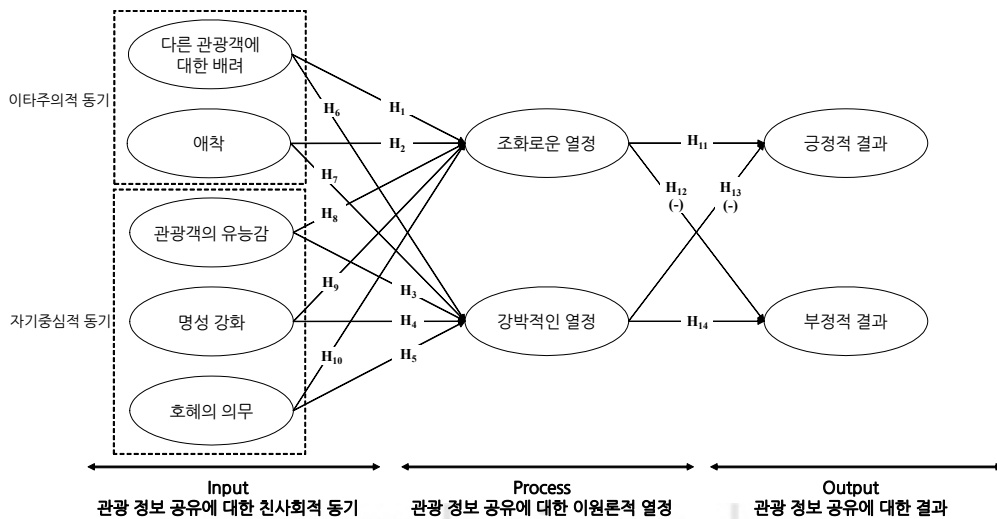 다른 관광객에
대한 배려
이타주의적 동기
애착
관광객의 유능감
자기중심적 동기
명성 강화
호혜의 의무
H1
H6
H2
H7
H8
H9
H3
H4
H10
H5
조화로운 열정
강박적인 열정
H11
H12
(-)
H13
(-)
H14
긍정적 결과
부정적 결과
Input
관광 정보 공유에 대한 친사회적 동기
Process
관광 정보 공유에 대한 이원론적 열정
Output
관광 정보 공유에 대한 결과